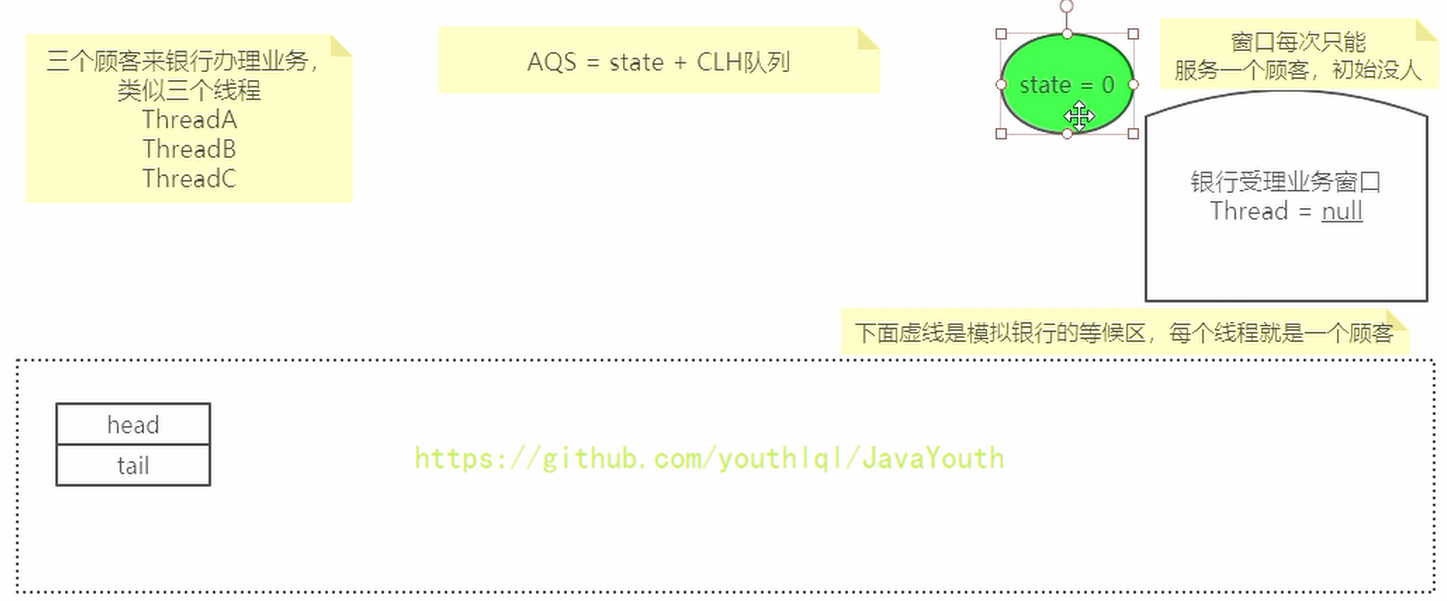 三个顾客来银行办理业务，
类似三个线程
ThreadA
ThreadB
ThreadC
AQS = state + CLH队列
state = 0
窗口每次只能
服务一个顾客，初始没人
银行受理业务窗口
Thread = null
下面虚线是模拟银行的等候区，每个线程就是一个顾客
head
tail
https://github.com/youthlql/JavaYouth